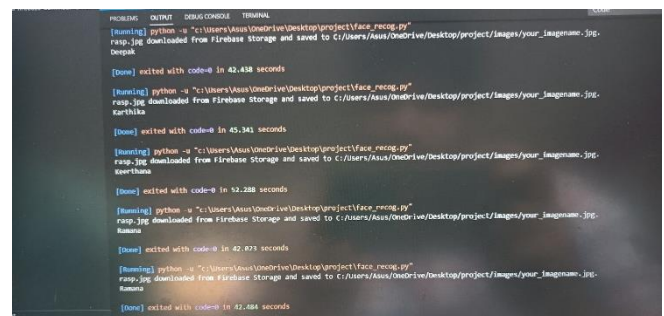 Code
PROBLEMS OUTPUT DEBUG CONSOLE TERMINAL
[Running] python -u "c:\Users\Asus\OneDrive\Desktop\project\face_recog.py"
rasp.jpg downloaded from Firebase Storage and saved to C:/Users/Asus/OneDrive/Desktop/project/images/your_imagename.jpg.
Deepak
[Done] exited with code=0 in 42.438 seconds
[Running] python -u "c:\Users\Asus\OneDrive\Desktop\project\face_recog.py"
rasp.jpg downloaded from Firebase Storage and saved to C:/Users/Asus/OneDrive/Desktop/project/images/your_imagename.jpg.
Karthika
[Done] exited with code=0 in 45.341 seconds
[Running] python -u "c:\Users\Asus\OneDrive\Desktop\project\face_recog.py"
rasp.jpg downloaded from Firebase Storage and saved to C:/Users/Asus/OneDrive/Desktop/project/images/your_imagename.jpg.
Keerthana
[Done] exited with code=0 in 52.288 seconds
[Running] python -u "c:\Users\Asus\OneDrive\Desktop\project\face_recog.py"
rasp.jpg downloaded from Firebase Storage and saved to C:/Users/Asus/OneDrive/Desktop/project/images/your_imagename.jpg.
Ramana
[Done] exited with code=0 in 42.023 seconds
[Running] python -u "c:\Users\Asus\OneDrive\Desktop\project\face_recog.py"
rasp.jpg downloaded from Firebase Storage and saved to C:/Users/Asus/OneDrive/Desktop/project/images/your_imagename.jpg.
Ramana
[Done] exited with code=0 in 42.484 seconds